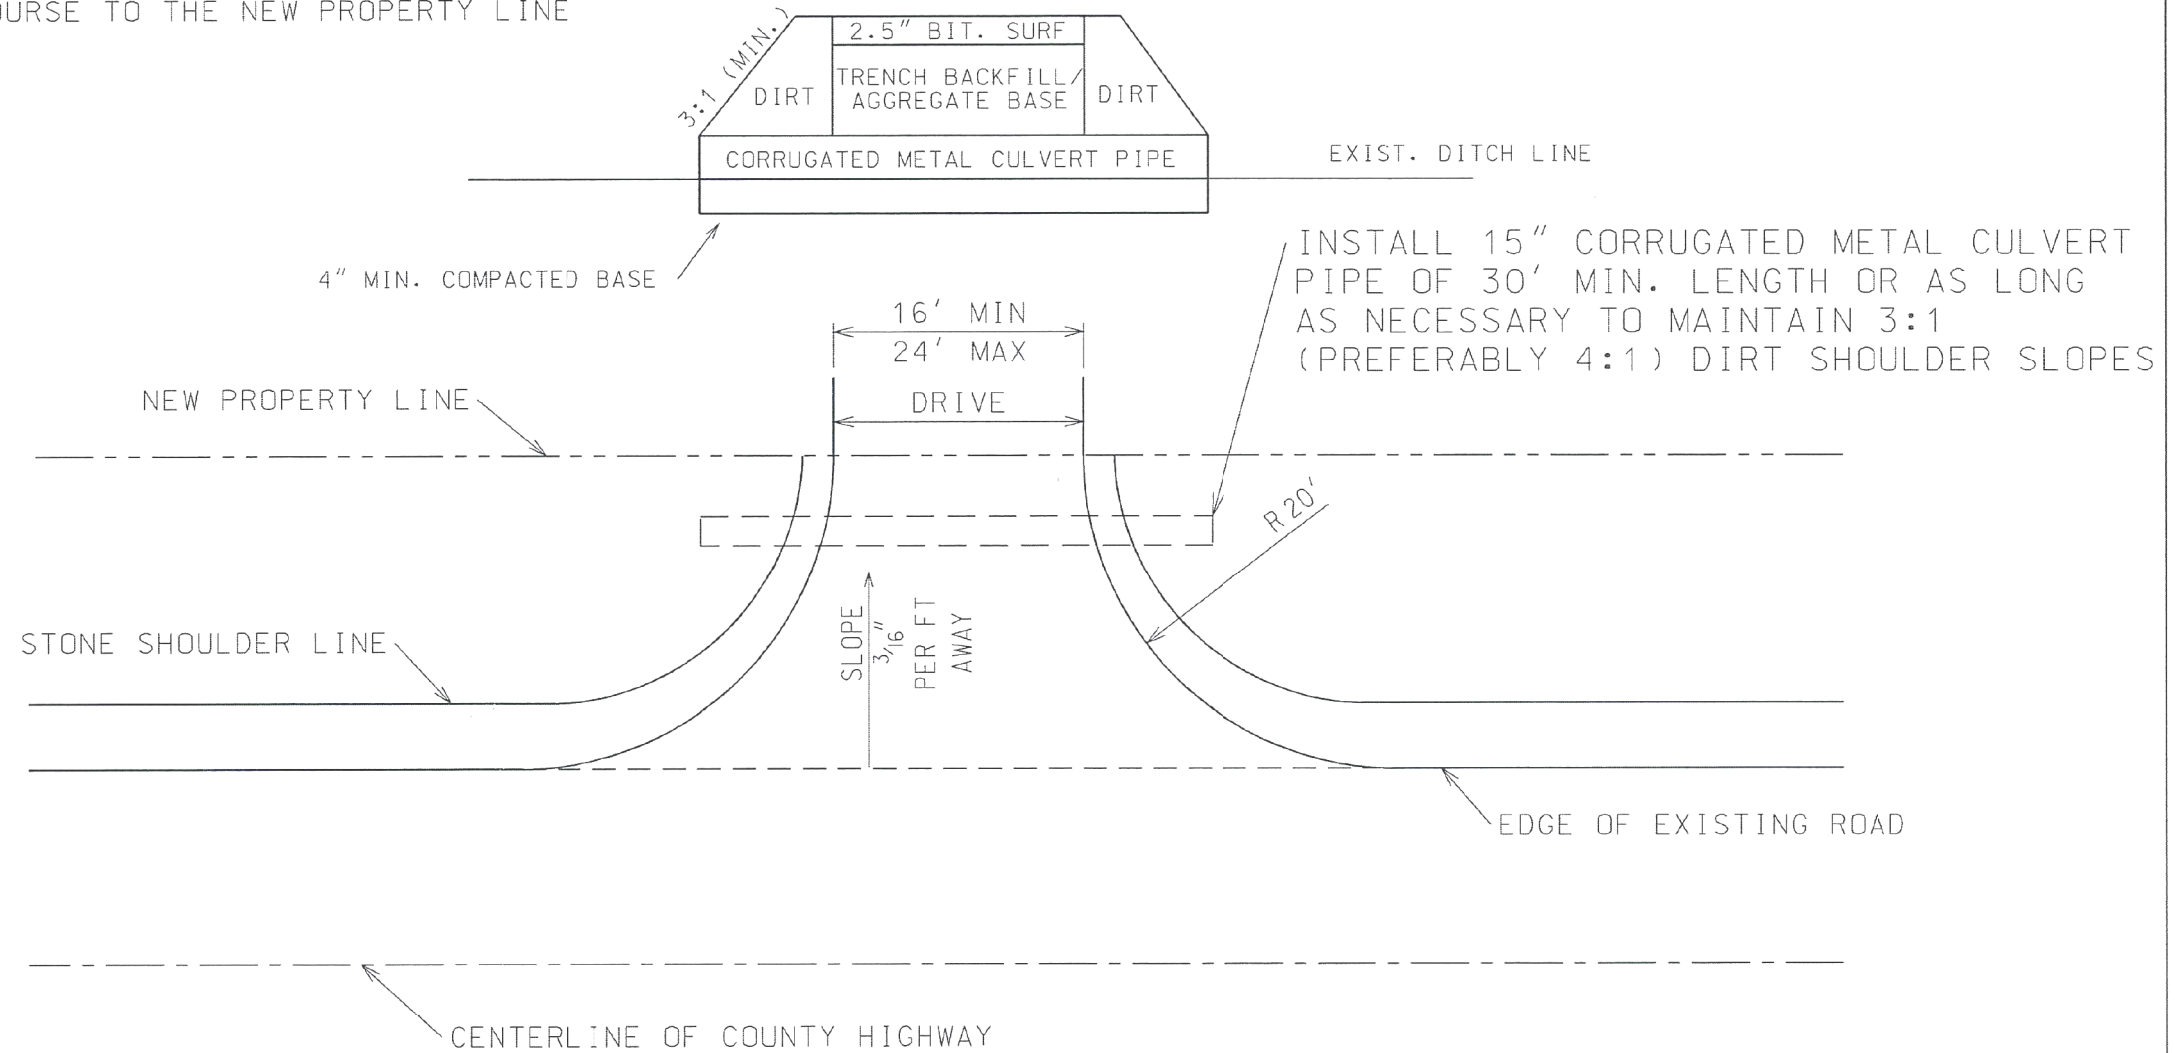 OURSE TO THE NEW PROPERTY LINE
3:1 (MIN.)
2.5" BIT. SURF
DIRT
TRENCH BACKFILL/
AGGREGATE BASE
DIRT
CORRUGATED METAL CULVERT PIPE
EXIST. DITCH LINE
4" MIN. COMPACTED BASE
INSTALL 15" CORRUGATED METAL CULVERT
PIPE OF 30' MIN. LENGTH OR AS LONG
AS NECESSARY TO MAINTAIN 3:1
(PREFERABLY 4:1) DIRT SHOULDER SLOPES
16' MIN
24' MAX
DRIVE
NEW PROPERTY LINE
R 20'
STONE SHOULDER LINE
SLOPE
3/16"
PER FT
AWAY
EDGE OF EXISTING ROAD
CENTERLINE OF COUNTY HIGHWAY